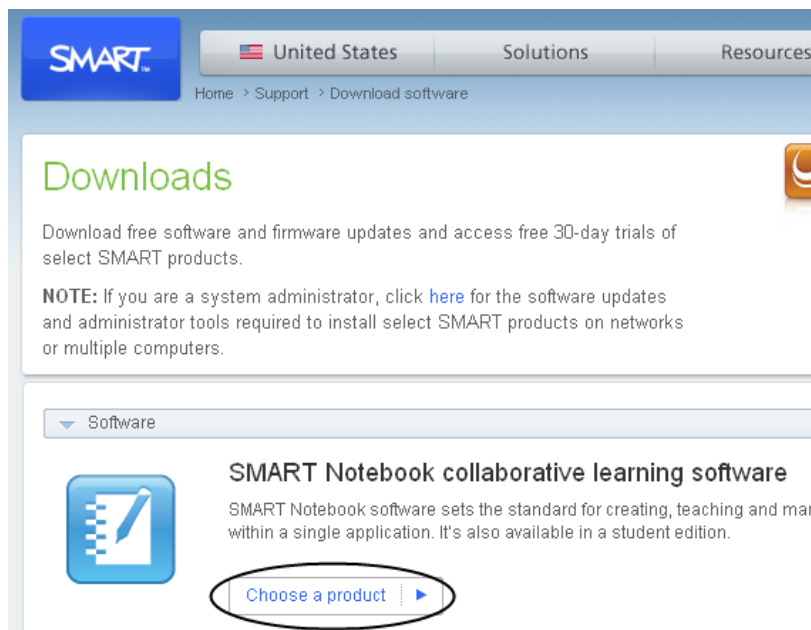 SMART™
United States Solutions Resources
Home > Support > Download software
Downloads
Download free software and firmware updates and access free 30-day trials of
select SMART products.
NOTE: If you are a system administrator, click here for the software updates
and administrator tools required to install select SMART products on networks
or multiple computers.
Software
SMART Notebook collaborative learning software
SMART Notebook software sets the standard for creating, teaching and
within a single application. It's also available in a student edition.
Choose a product